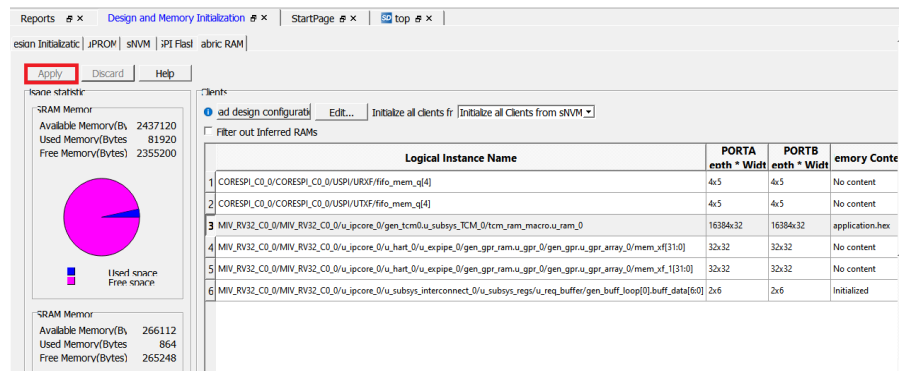 Reports Design and Memory Initialization StartPage SD top
esign Initializatic PROM sNVM SPI Flasl abric RAM
Apply Discard Help
Usage statistic
Clients
SRAM Memor
Available Memory(By 2437120
Used Memory(Bytes 81920
Free Memory(Bytes) 2355200
Used space
Free space
SRAM Memor
Available Memory(By 266112
Used Memory(Bytes 864
Free Memory(Bytes) 265248
ad design configurati Edit... Initialize all clients fr Initialize all Clients from sNVM
Filter out Inferred RAMs
Logical Instance Name PORTA epth * Widt PORTB epth * Widt emory Conte
1 CORESPI_C0_0/CORESPI_C0_0/USPI/URXF/fifo_mem_q[4] 4x5 4x5 No content
2 CORESPI_C0_0/CORESPI_C0_0/USPI/UTXF/fifo_mem_q[4] 4x5 4x5 No content
3 MIV_RV32_C0_0/MIV_RV32_C0_0/u_ipcore_0/gen_tcm0.u_subsys_TCM_0/tcm_ram_macro.u_ram_0 16384x32 16384x32 application.hex
4 MIV_RV32_C0_0/MIV_RV32_C0_0/u_ipcore_0/u_hart_0/u_expipe_0/gen_gpr_ram.u_gpr_0/gen_gpr.u_gpr_array_0/mem_xf[31:0] 32x32 32x32 No content
5 MIV_RV32_C0_0/MIV_RV32_C0_0/u_ipcore_0/u_hart_0/u_expipe_0/gen_gpr_ram.u_gpr_0/gen_gpr.u_gpr_array_0/mem_xf_1[31:0] 32x32 32x32 No content
6 MIV_RV32_C0_0/MIV_RV32_C0_0/u_ipcore_0/u_subsys_interconnect_0/u_subsys_regs/u_req_buffer/gen_buff_loop[0].buff_data[6:0] 2x6 2x6 Initialized